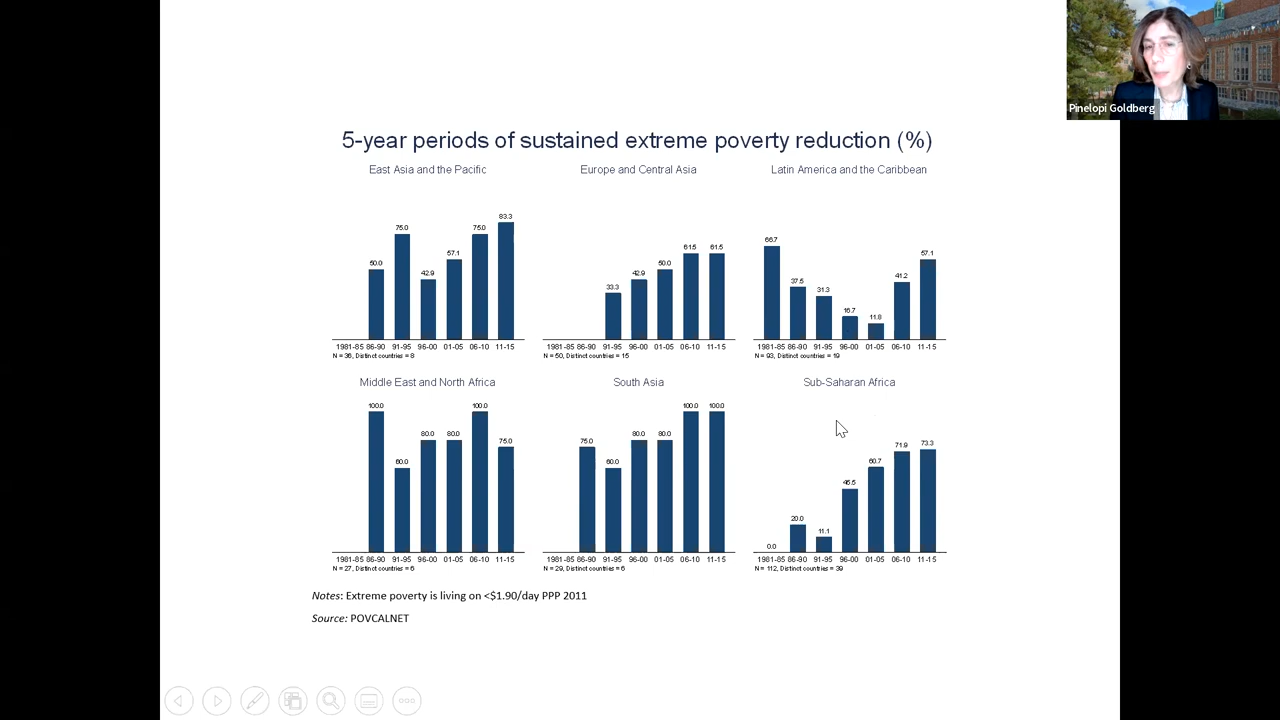 Pinelopi Goldberg
5-year periods of sustained extreme poverty reduction (%)
East Asia and the Pacific
50.0 75.0 42.9 57.1 75.0 83.3
1981-85 86-90 91-95 96-00 01-05 06-10 11-15
N = 36, Distinct countries = 8
Europe and Central Asia
33.3 42.9 50.0 61.5 61.5
1981-85 86-90 91-95 96-00 01-05 06-10 11-15
N = 50, Distinct countries = 15
Latin America and the Caribbean
66.7 37.5 31.3 16.7 11.8 41.2 57.1
1981-85 86-90 91-95 96-00 01-05 06-10 11-15
N = 93, Distinct countries = 19
Middle East and North Africa
100.0 60.0 80.0 80.0 100.0 75.0
1981-85 86-90 91-95 96-00 01-05 06-10 11-15
N = 27, Distinct countries = 6
South Asia
75.0 60.0 80.0 80.0 100.0 100.0
1981-85 86-90 91-95 96-00 01-05 06-10 11-15
N = 29, Distinct countries = 6
Sub-Saharan Africa
0.0 20.0 11.1 45.5 60.7 71.9 73.3
1981-85 86-90 91-95 96-00 01-05 06-10 11-15
N = 112, Distinct countries = 39
Notes: Extreme poverty is living on <$1.90/day PPP 2011
Source: POVCALNET